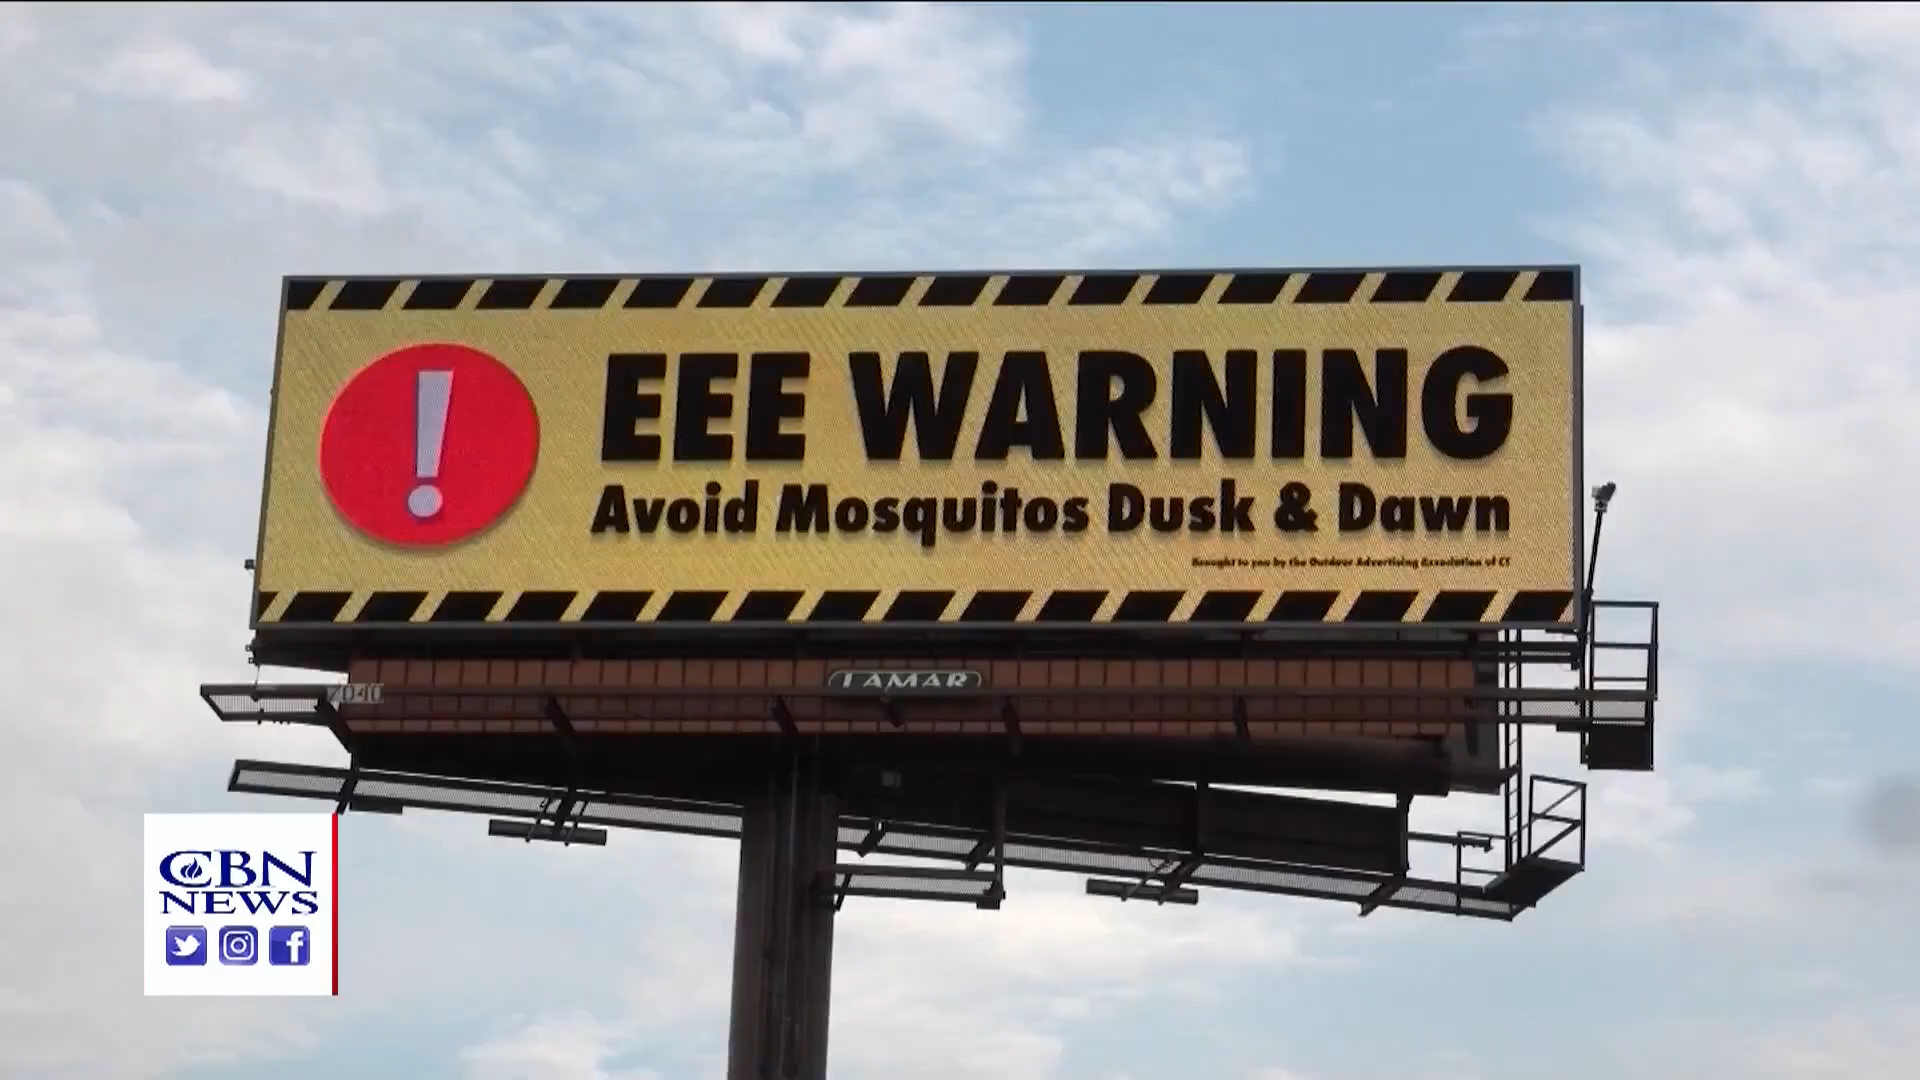 EEE WARNING
Avoid Mosquitos Dusk & Dawn
Brought to you by the Outdoor Advertising Association of CT
LAMAR
7040
CBN
NEWS